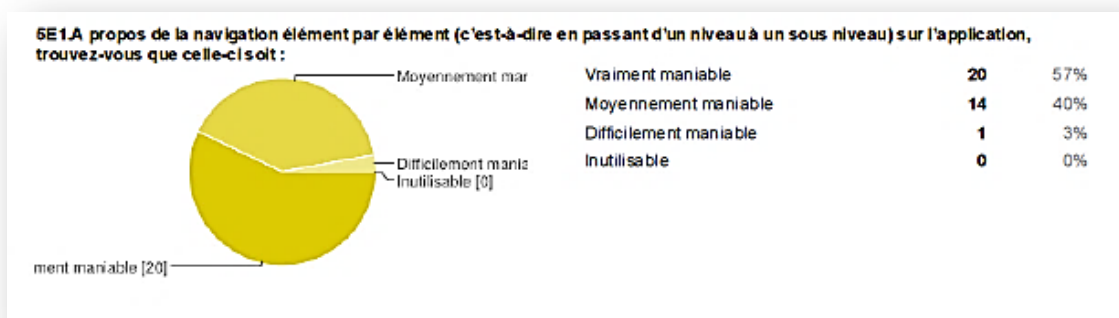 5E1.A propos de la navigation élément par élément (c'est-à-dire en passant d'un niveau à un sous niveau) sur l'application,
trouvez-vous que celle-ci soit :
Moyennement mar
Difficilement mania
Inutilisable [0]
ment maniable [20]
Vraiment maniable 20 57%
Moyennement maniable 14 40%
Difficilement maniable 1 3%
Inutilisable 0 0%